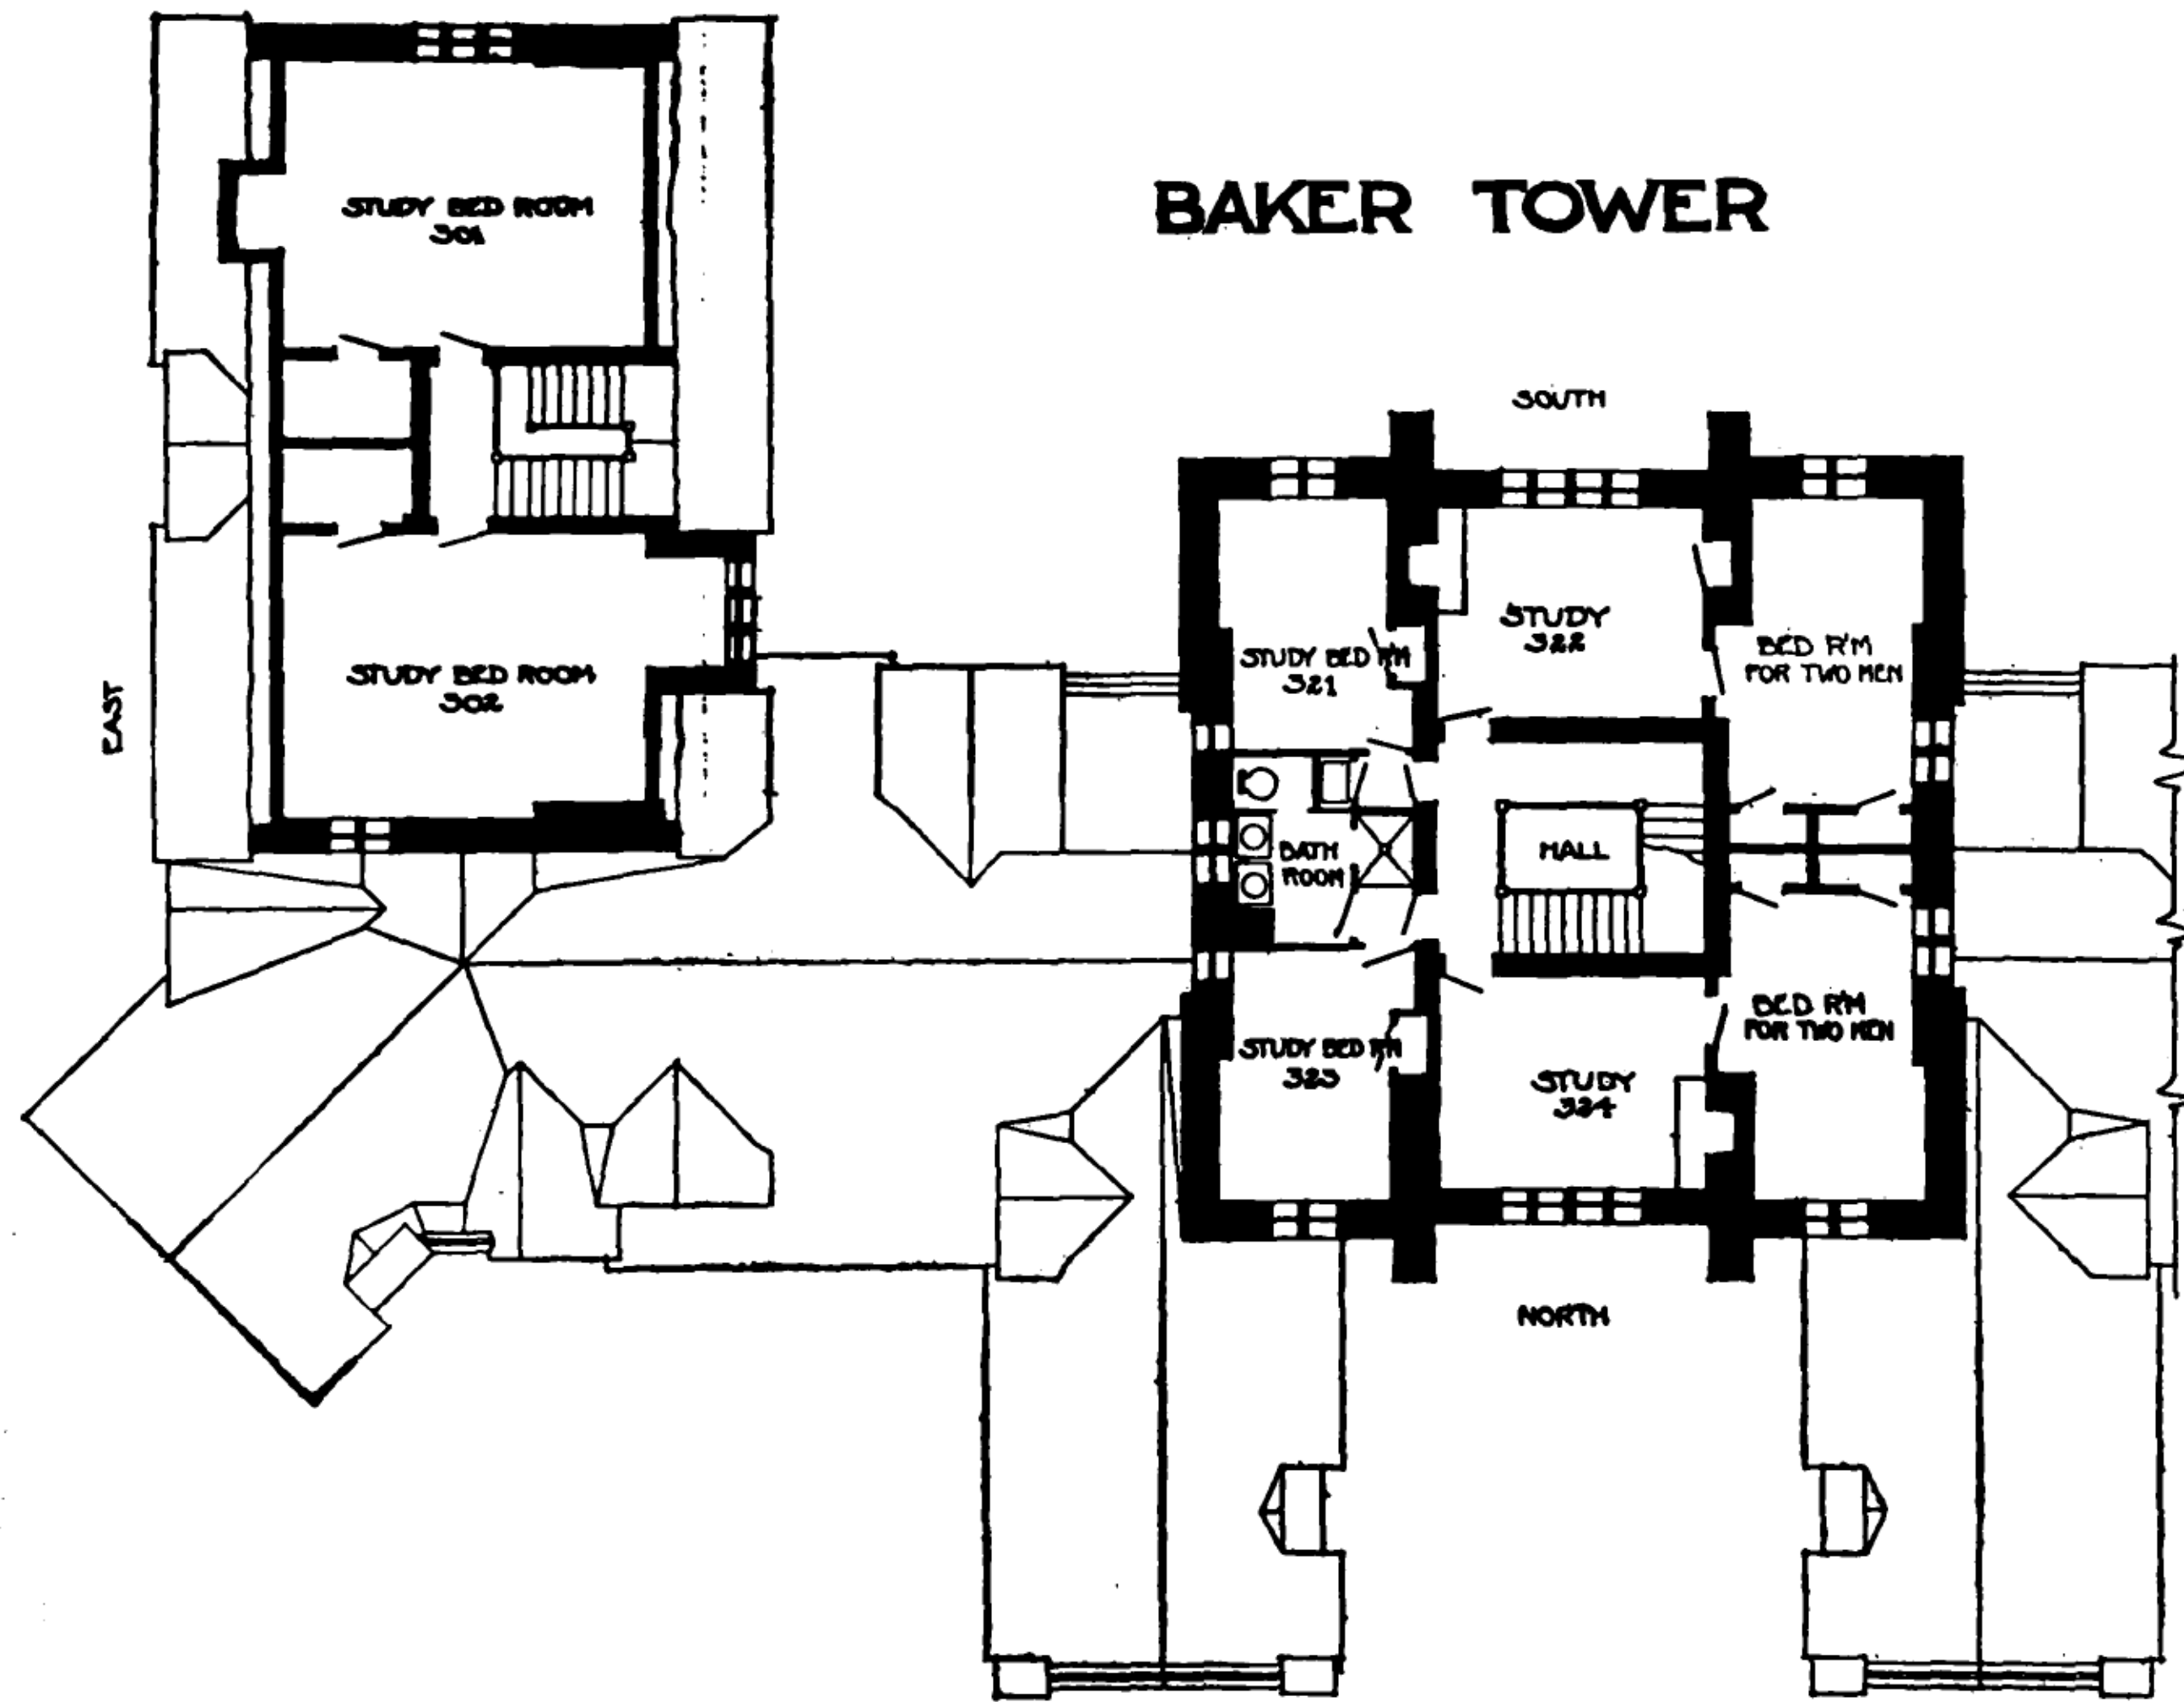 BAKER TOWER
STUDY BED ROOM
301
SOUTH
STUDY BED ROOM
302
EAST
STUDY BED R'M
321
STUDY
322
BED R'M
FOR TWO MEN
BATH
ROOM
HALL
STUDY BED R'M
323
STUDY
324
BED R'M
FOR TWO MEN
NORTH